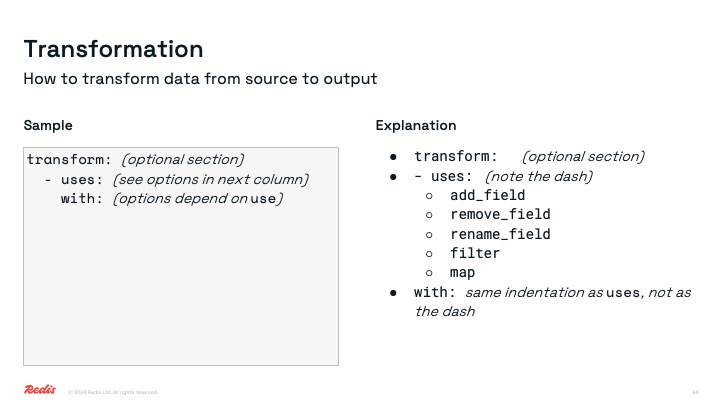 Transformation
How to transform data from source to output
Sample
transform: (optional section)
- uses: (see options in next column)
with: (options depend on use)
Explanation
● transform: (optional section)
● - uses: (note the dash)
○ add_field
○ remove_field
○ rename_field
○ filter
○ map
● with: same indentation as uses, not as
the dash
Redis
© 2024 Redis Ltd. All rights reserved.